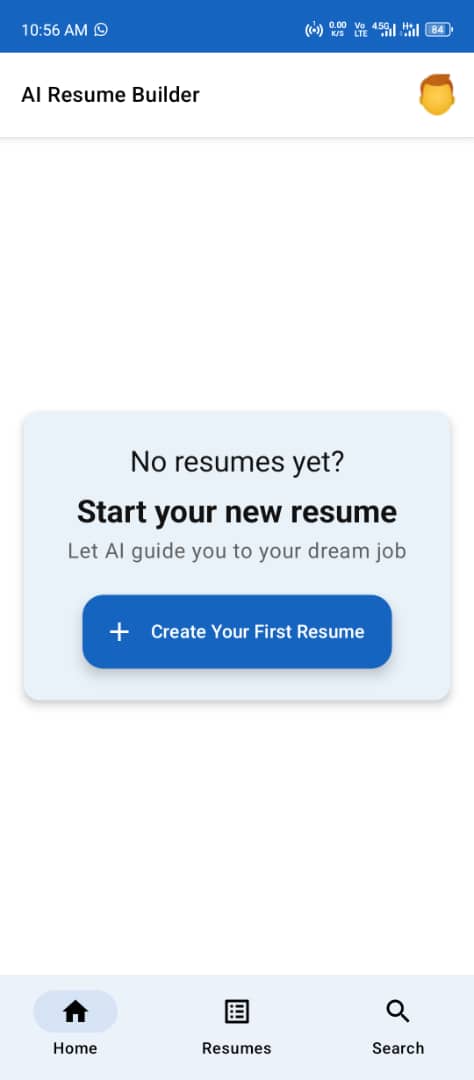 10:56 AM
0.00 K/S Vo LTE 4.5G H+ 84
AI Resume Builder
No resumes yet?
Start your new resume
Let AI guide you to your dream job
Create Your First Resume
Home Resumes Search